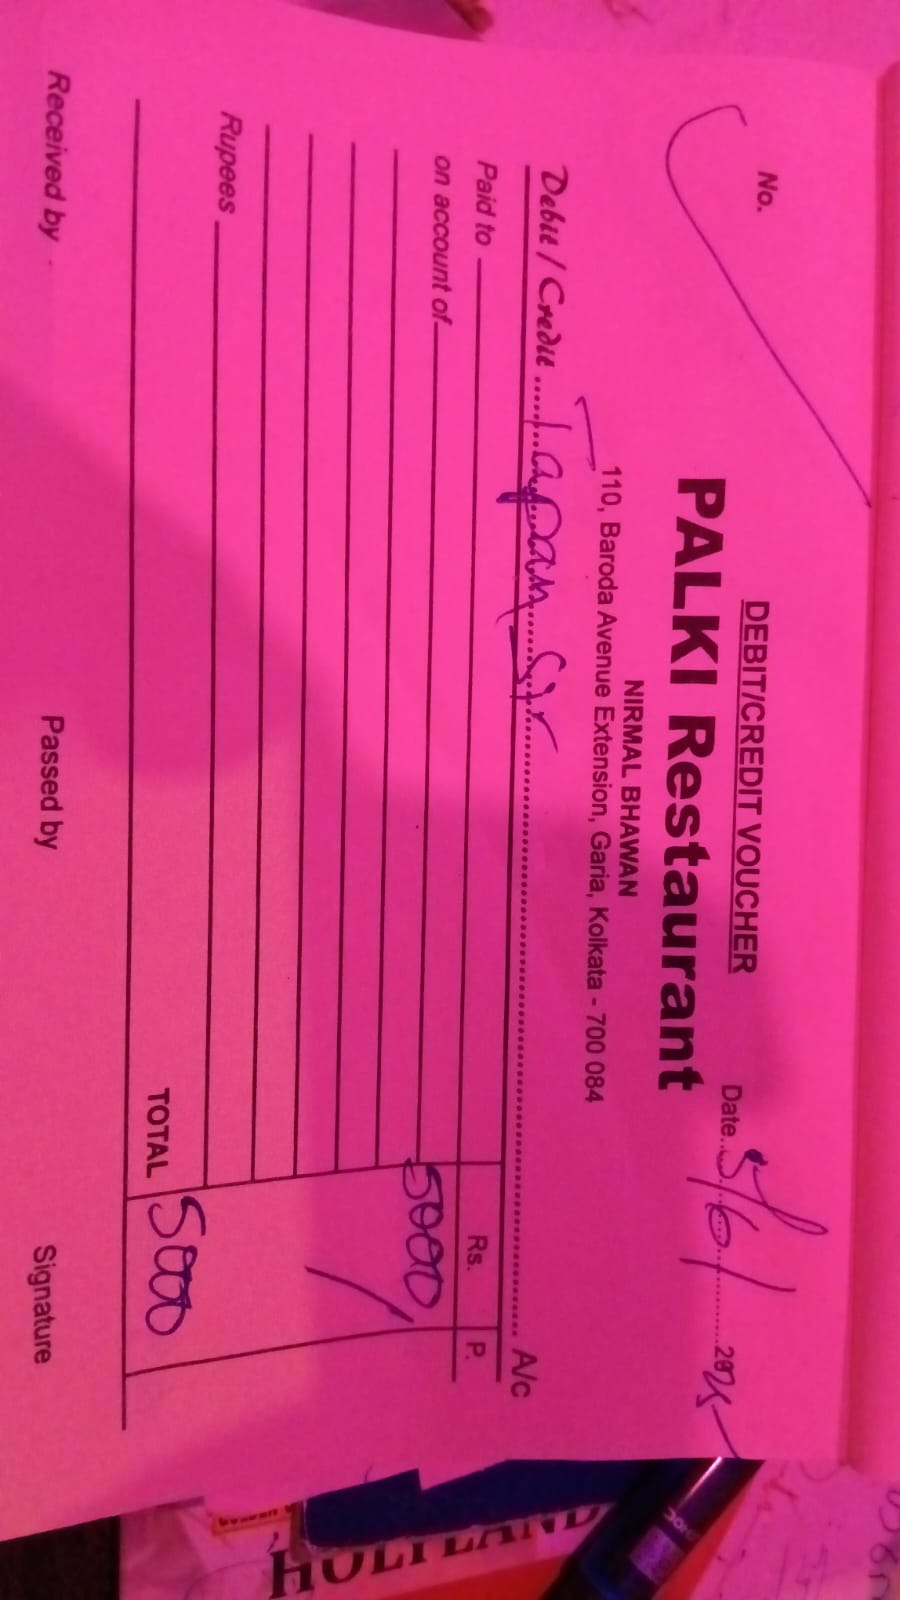 DEBIT/CREDIT VOUCHER
No.
Date 5/6/ 2025
PALKI Restaurant
NIRMAL BHAWAN
110, Baroda Avenue Extension, Garia, Kolkata - 700 084
Debit / Credit Tapan Sir A/c
Paid to Rs. P.
on account of 5000/
Rupees
TOTAL 5000
Received by Passed by Signature
HOLYLAND